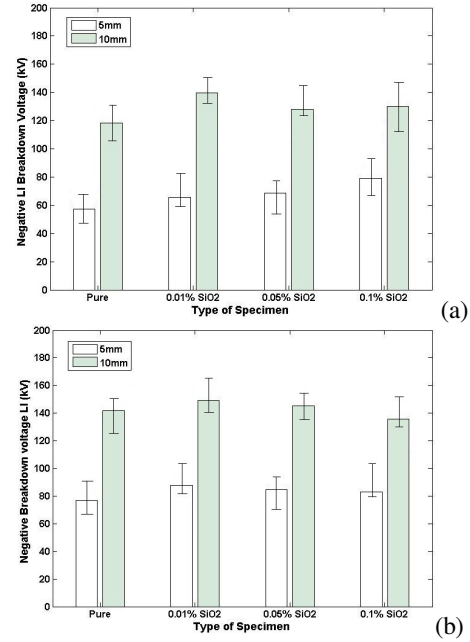 200
180
160
140
120
100
80
60
40
20
0
Negative LI Breakdown Voltage (kV)
5mm
10mm
Pure 0.01% SiO2 0.05% SiO2 0.1% SiO2
Type of Specimen
(a)
200
180
160
140
120
100
80
60
40
20
0
Negative Breakdown voltage LI (kV)
5mm
10mm
Pure 0.01% SiO2 0.05% SiO2 0.1% SiO2
Type of Specimen
(b)